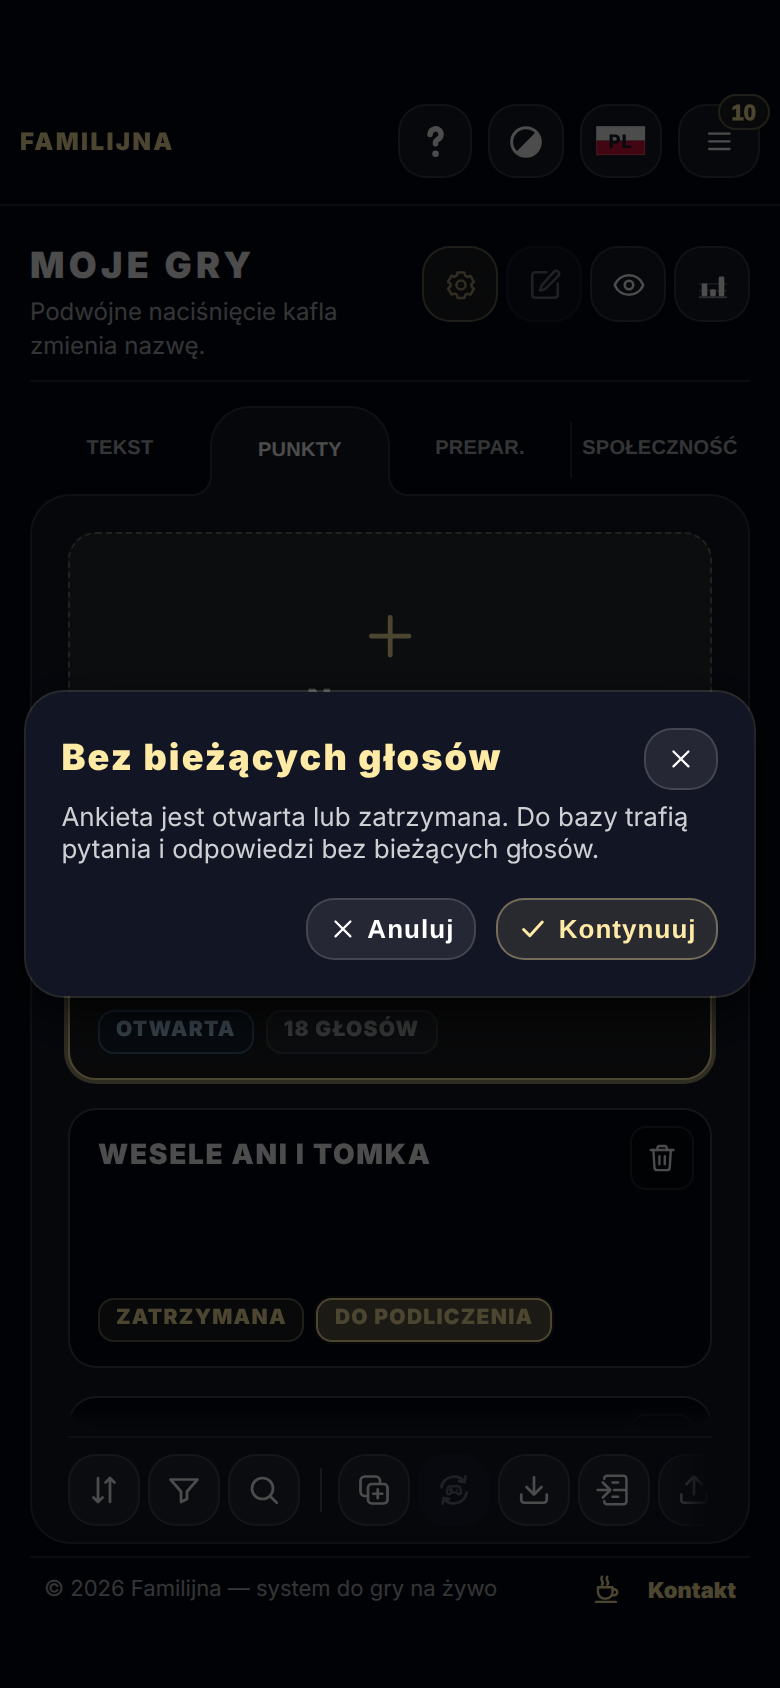 FAMILIJNA
?
PL
10
MOJE GRY
Podwójne naciśnięcie kafla
zmienia nazwę.
TEKST
PUNKTY
PREPAR.
SPOŁECZNOŚĆ
Bez bieżących głosów
Ankieta jest otwarta lub zatrzymana. Do bazy trafią
pytania i odpowiedzi bez bieżących głosów.
Anuluj
Kontynuuj
OTWARTA
18 GŁOSÓW
WESELE ANI I TOMKA
ZATRZYMANA
DO PODLICZENIA
© 2026 Familijna — system do gry na żywo
Kontakt